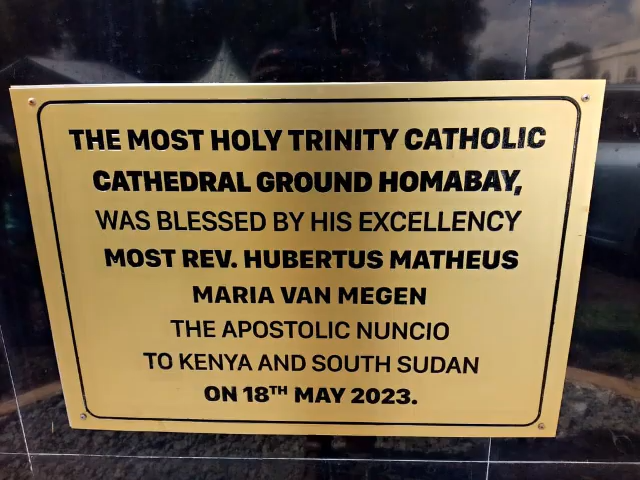 THE MOST HOLY TRINITY CATHOLIC
CATHEDRAL GROUND HOMABAY,
WAS BLESSED BY HIS EXCELLENCY
MOST REV. HUBERTUS MATHEUS
MARIA VAN MEGEN
THE APOSTOLIC NUNCIO
TO KENYA AND SOUTH SUDAN
ON 18TH MAY 2023.